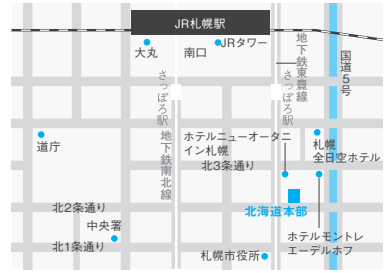 JR札幌駅
大丸
南口
JRタワー
地下鉄東豊線
国道5号
さっぽろ駅
さっぽろ駅
地下鉄南北線
道庁
ホテルニューオータニ
イン札幌
札幌
全日空ホテル
北3条通り
北海道本部
北2条通り
中央署
北1条通り
ホテルモントレ
エーデルホフ
札幌市役所